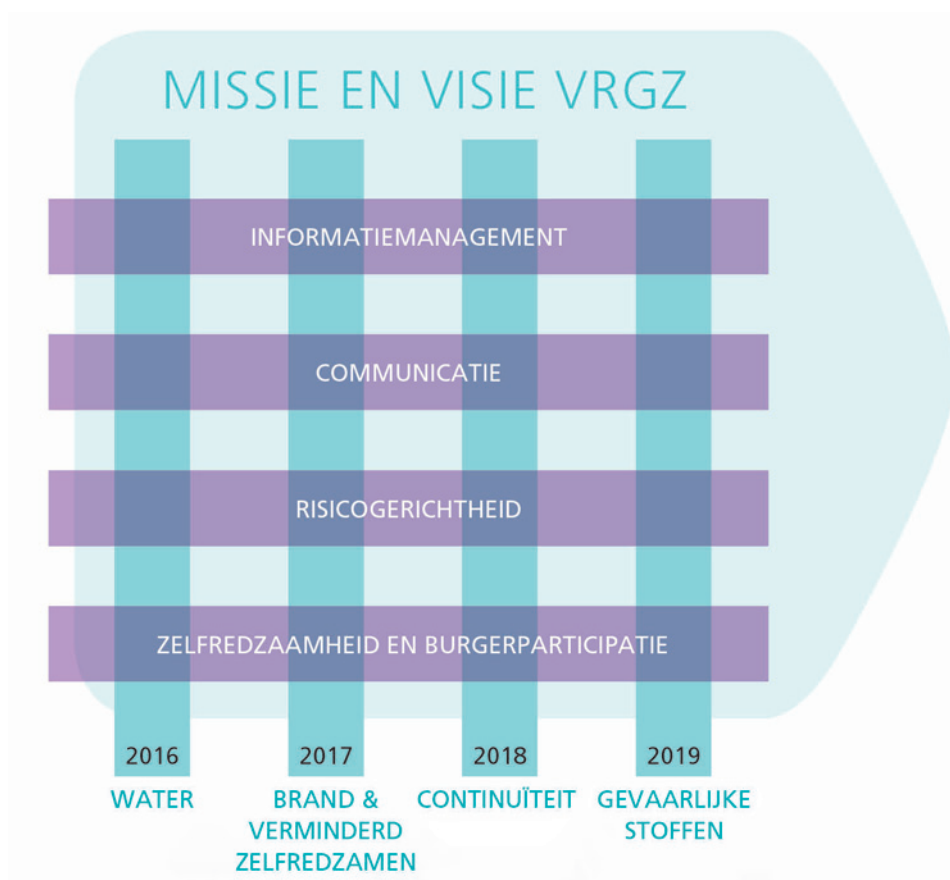 MISSIE EN VISIE VRGZ
INFORMATIEMANAGEMENT
COMMUNICATIE
RISICOGERICHTHEID
ZELFREDZAAMHEID EN BURGERPARTICIPATIE
2016
WATER
2017
BRAND &
VERMINDERD
ZELFREDZAMEN
2018
CONTINUÏTEIT
2019
GEVAARLIJKE
STOFFEN